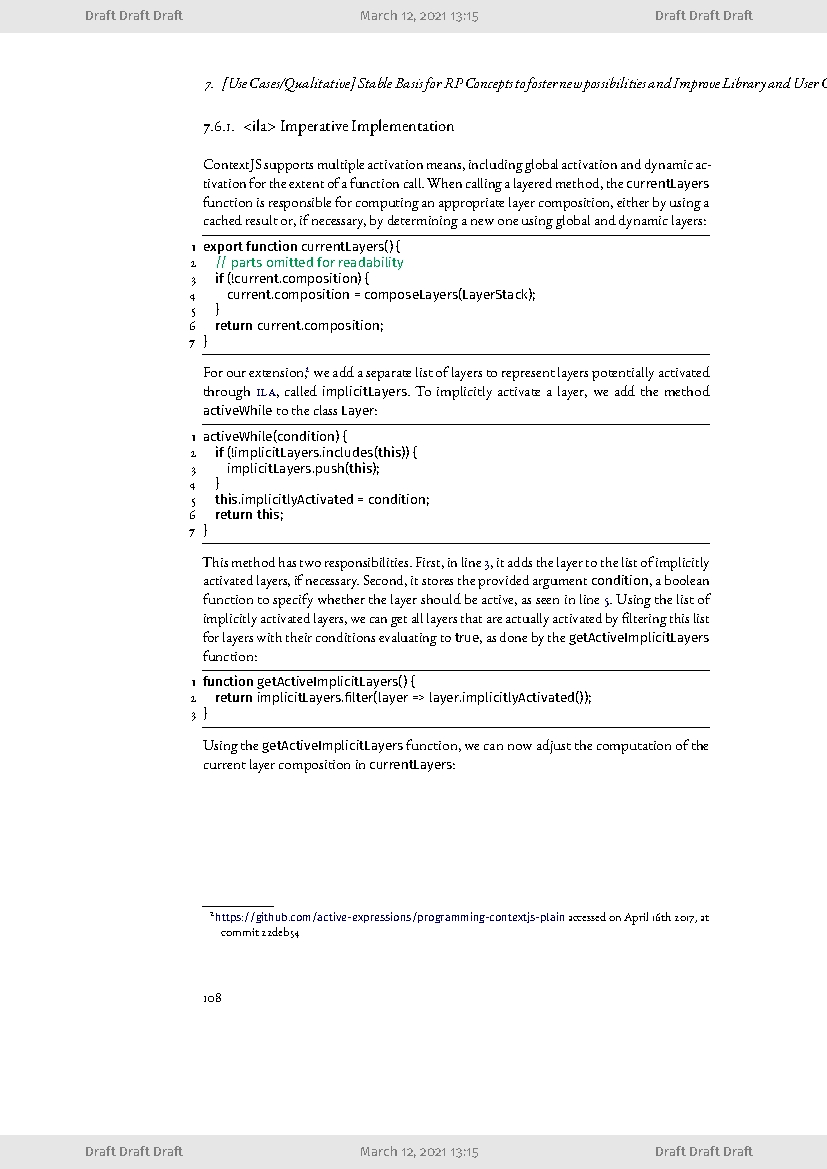 Draft Draft Draft March 12, 2021 13:15 Draft Draft Draft
7. [Use Cases/Qualitative] Stable Basis for RP Concepts to foster new possibilities and Improve Library and User
7.6.1. <ila> Imperative Implementation
ContextJS supports multiple activation means, including global activation and dynamic ac-
tivation for the extent of a function call. When calling a layered method, the currentLayers
function is responsible for computing an appropriate layer composition, either by using a
cached result or, if necessary, by determining a new one using global and dynamic layers:
1 export function currentLayers() {
2 // parts omitted for readability
3 if (!current.composition) {
4 current.composition = composeLayers(LayerStack);
5 }
6 return current.composition;
7 }
For our extension,² we add a separate list of layers to represent layers potentially activated
through ILA, called implicitLayers. To implicitly activate a layer, we add the method
activeWhile to the class Layer:
1 activeWhile(condition) {
2 if (!implicitLayers.includes(this)) {
3 implicitLayers.push(this);
4 }
5 this.implicitlyActivated = condition;
6 return this;
7 }
This method has two responsibilities. First, in line 3, it adds the layer to the list of implicitly
activated layers, if necessary. Second, it stores the provided argument condition, a boolean
function to specify whether the layer should be active, as seen in line 5. Using the list of
implicitly activated layers, we can get all layers that are actually activated by filtering this list
for layers with their conditions evaluating to true, as done by the getActiveImplicitLayers
function:
1 function getActiveImplicitLayers() {
2 return implicitLayers.filter(layer => layer.implicitlyActivated());
3 }
Using the getActiveImplicitLayers function, we can now adjust the computation of the
current layer composition in currentLayers:
²https://github.com/active-expressions/programming-contextjs-plain accessed on April 16th 2017, at
commit 22deb54
108
Draft Draft Draft March 12, 2021 13:15 Draft Draft Draft